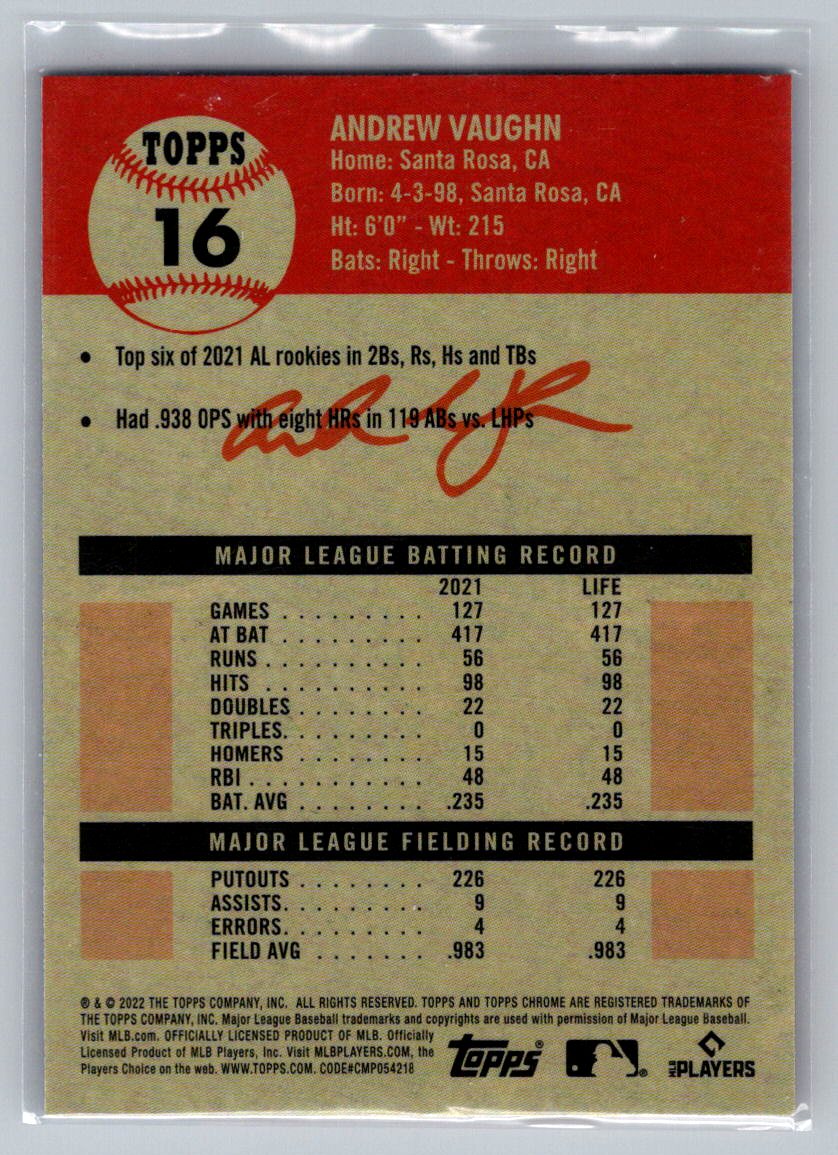 TOPPS
16
ANDREW VAUGHN
Home: Santa Rosa, CA
Born: 4-3-98, Santa Rosa, CA
Ht: 6'0" - Wt: 215
Bats: Right - Throws: Right
• Top six of 2021 AL rookies in 2Bs, Rs, Hs and TBs
• Had .938 OPS with eight HRs in 119 ABs vs. LHPs
MAJOR LEAGUE BATTING RECORD
2021 LIFE
GAMES . . . . . . . . . 127 127
AT BAT . . . . . . . . . 417 417
RUNS . . . . . . . . . . 56 56
HITS . . . . . . . . . . 98 98
DOUBLES . . . . . . . . 22 22
TRIPLES. . . . . . . . . 0 0
HOMERS . . . . . . . . . 15 15
RBI . . . . . . . . . . . 48 48
BAT. AVG . . . . . . . . .235 .235
MAJOR LEAGUE FIELDING RECORD
PUTOUTS . . . . . . . . 226 226
ASSISTS. . . . . . . . . 9 9
ERRORS. . . . . . . . . 4 4
FIELD AVG . . . . . . . .983 .983
® & © 2022 THE TOPPS COMPANY, INC. ALL RIGHTS RESERVED. TOPPS AND TOPPS CHROME ARE REGISTERED TRADEMARKS OF
THE TOPPS COMPANY, INC. Major League Baseball trademarks and copyrights are used with permission of Major League Baseball.
Visit MLB.com. OFFICIALLY LICENSED PRODUCT OF MLB. Officially
Licensed Product of MLB Players, Inc. Visit MLBPLAYERS.COM, the
Players Choice on the web. WWW.TOPPS.COM. CODE#CMP054218
Topps® ® MLB PLAYERS